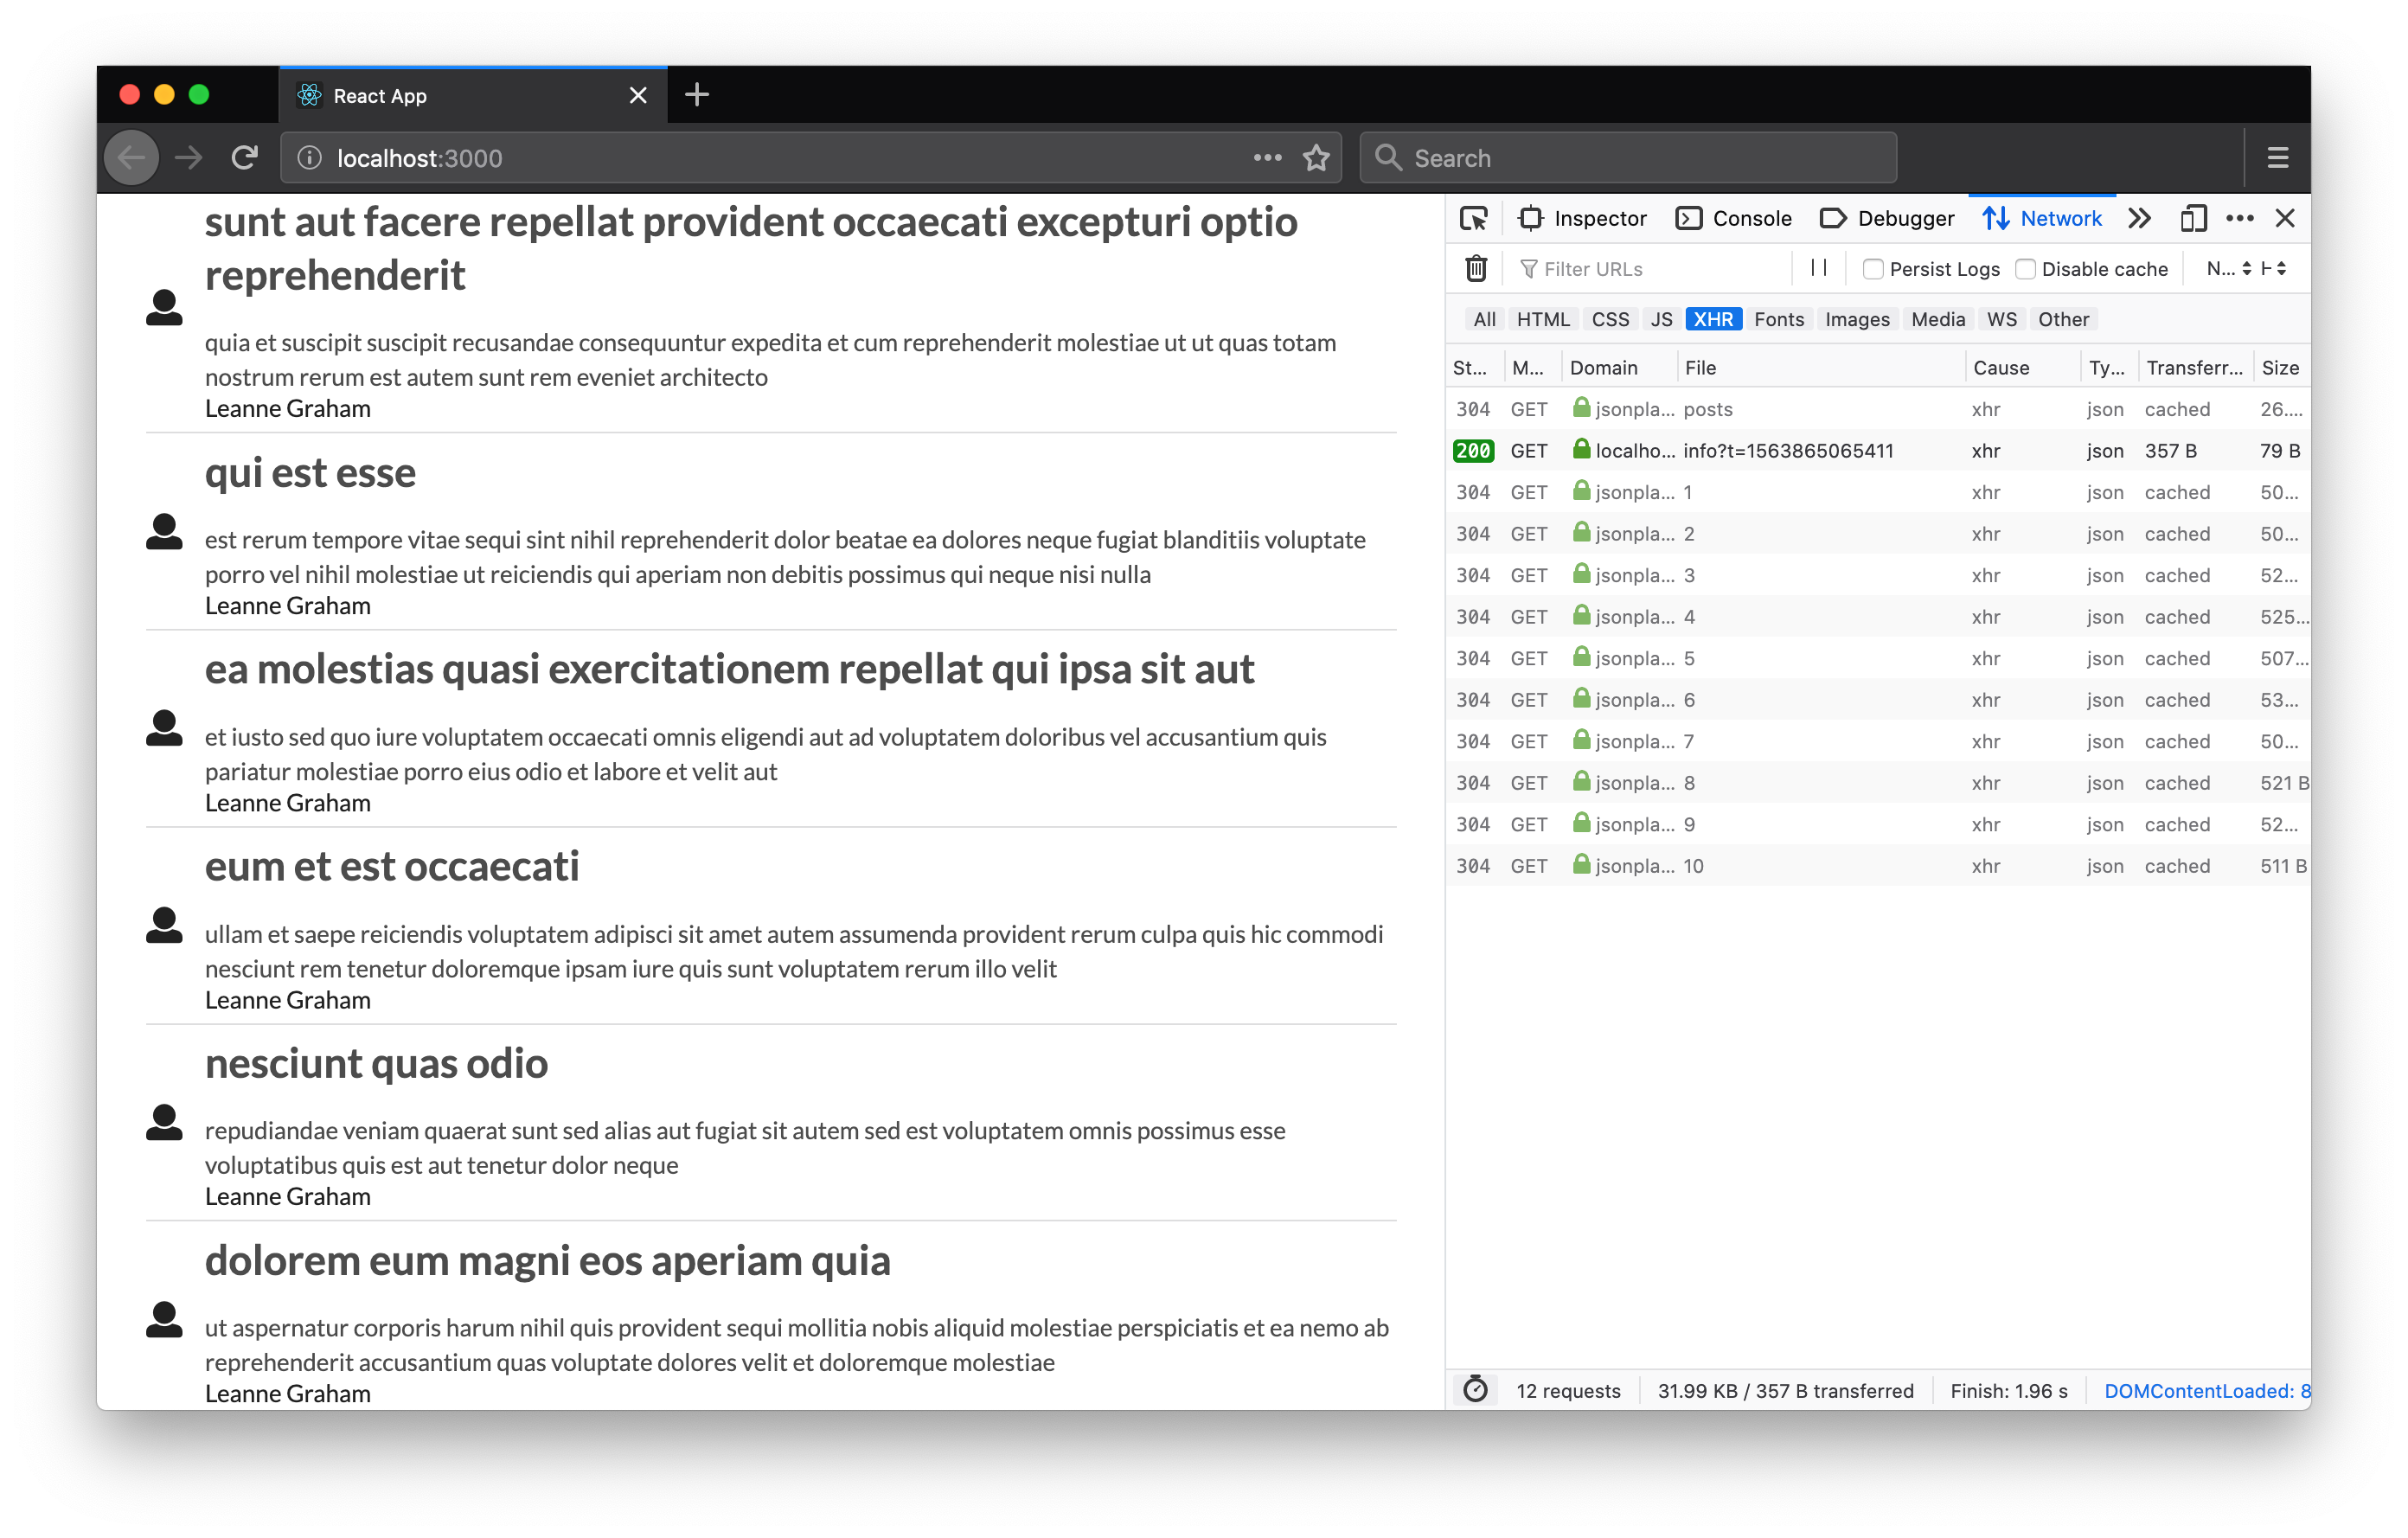 React App
localhost:3000
Search
sunt aut facere repellat provident occaecati excepturi optio
reprehenderit
quia et suscipit suscipit recusandae consequuntur expedita et cum reprehenderit molestiae ut ut quas totam
nostrum rerum est autem sunt rem eveniet architecto
Leanne Graham
qui est esse
est rerum tempore vitae sequi sint nihil reprehenderit dolor beatae ea dolores neque fugiat blanditiis voluptate
porro vel nihil molestiae ut reiciendis qui aperiam non debitis possimus qui neque nisi nulla
Leanne Graham
ea molestias quasi exercitationem repellat qui ipsa sit aut
et iusto sed quo iure voluptatem occaecati omnis eligendi aut ad voluptatem doloribus vel accusantium quis
pariatur molestiae porro eius odio et labore et velit aut
Leanne Graham
eum et est occaecati
ullam et saepe reiciendis voluptatem adipisci sit amet autem assumenda provident rerum culpa quis hic commodi
nesciunt rem tenetur doloremque ipsam iure quis sunt voluptatem rerum illo velit
Leanne Graham
nesciunt quas odio
repudiandae veniam quaerat sunt sed alias aut fugiat sit autem sed est voluptatem omnis possimus esse
voluptatibus quis est aut tenetur dolor neque
Leanne Graham
dolorem eum magni eos aperiam quia
ut aspernatur corporis harum nihil quis provident sequi mollitia nobis aliquid molestiae perspiciatis et ea nemo ab
reprehenderit accusantium quas voluptate dolores velit et doloremque molestiae
Leanne Graham
Inspector Console Debugger Network
Filter URLs Persist Logs Disable cache N...
All HTML CSS JS XHR Fonts Images Media WS Other
St... M... Domain File Cause Ty... Transferr... Size
304 GET jsonpla... posts xhr json cached 26....
200 GET localho... info?t=1563865065411 xhr json 357 B 79 B
304 GET jsonpla... 1 xhr json cached 50...
304 GET jsonpla... 2 xhr json cached 50...
304 GET jsonpla... 3 xhr json cached 52...
304 GET jsonpla... 4 xhr json cached 525...
304 GET jsonpla... 5 xhr json cached 507...
304 GET jsonpla... 6 xhr json cached 53...
304 GET jsonpla... 7 xhr json cached 50...
304 GET jsonpla... 8 xhr json cached 521 B
304 GET jsonpla... 9 xhr json cached 52...
304 GET jsonpla... 10 xhr json cached 511 B
12 requests 31.99 KB / 357 B transferred Finish: 1.96 s DOMContentLoaded: 8